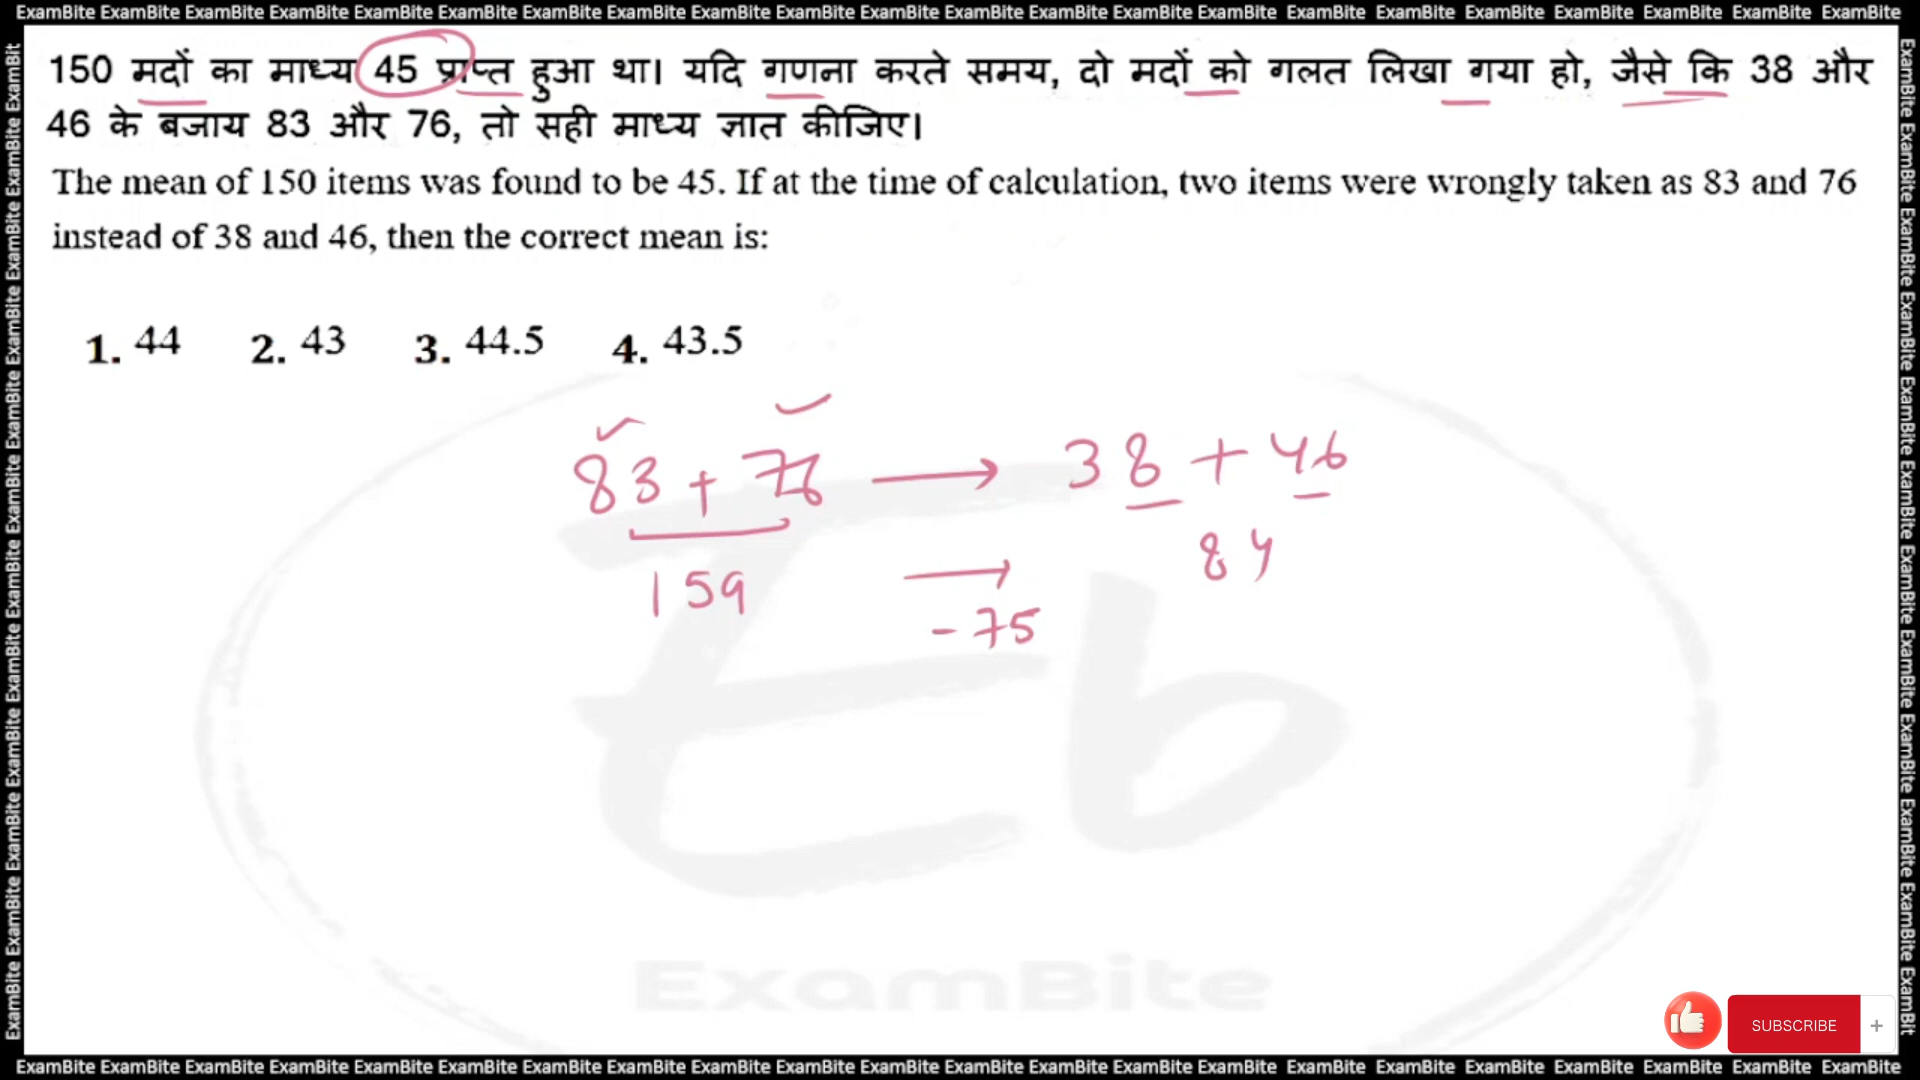 ExamBite ExamBite ExamBite ExamBite ExamBite ExamBite ExamBite ExamBite ExamBite ExamBite ExamBite ExamBite ExamBite ExamBite ExamBite ExamBite ExamBite ExamBite ExamBite ExamBite ExamBite ExamBite
150 मदों का माध्य 45 प्राप्त हुआ था। यदि गणना करते समय, दो मदों को गलत लिखा गया हो, जैसे कि 38 और
46 के बजाय 83 और 76, तो सही माध्य ज्ञात कीजिए।
The mean of 150 items was found to be 45. If at the time of calculation, two items were wrongly taken as 83 and 76
instead of 38 and 46, then the correct mean is:
1. 44 2. 43 3. 44.5 4. 43.5
83 + 76 → 38 + 46
159 → 84
- 75
Eb
ExamBite
SUBSCRIBE +
ExamBite ExamBite ExamBite ExamBite ExamBite ExamBite ExamBite ExamBite ExamBite ExamBite ExamBite ExamBite ExamBite ExamBite ExamBite ExamBite ExamBite ExamBite ExamBite ExamBite ExamBite ExamBite